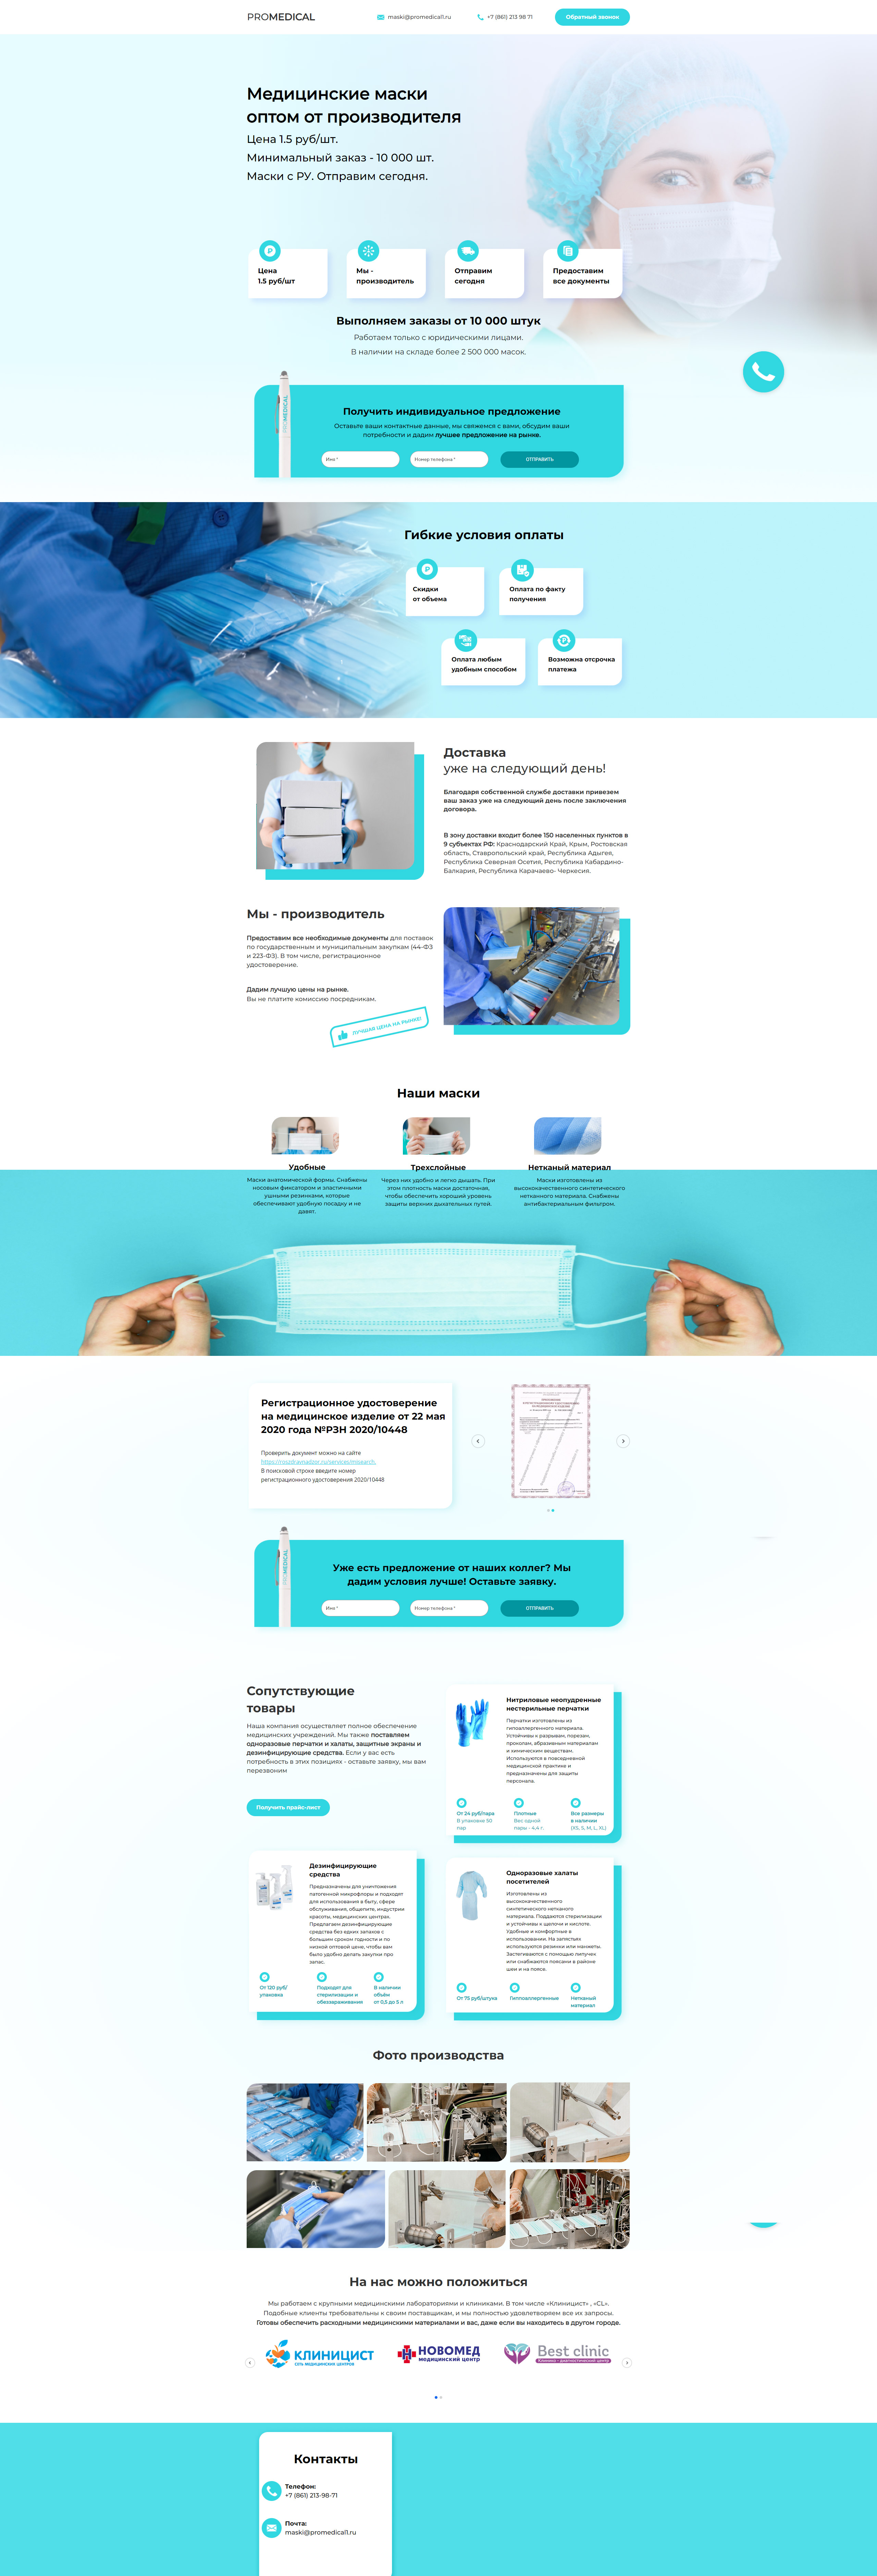 PROMEDICAL
maski@promedical1.ru
+7 (861) 213 98 71
Обратный звонок
Медицинские маски
оптом от производителя
Цена 1.5 руб/шт.
Минимальный заказ - 10 000 шт.
Маски с РУ. Отправим сегодня.
Цена
1.5 руб/шт
Мы -
производитель
Отправим
сегодня
Предоставим
все документы
Выполняем заказы от 10 000 штук
Работаем только с юридическими лицами.
В наличии на складе более 2 500 000 масок.
PROMEDICAL
Получить индивидуальное предложение
Оставьте ваши контактные данные, мы свяжемся с вами, обсудим ваши
потребности и дадим лучшее предложение на рынке.
Имя *
Номер телефона *
ОТПРАВИТЬ
Гибкие условия оплаты
Скидки
от объема
Оплата по факту
получения
Оплата любым
удобным способом
Возможна отсрочка
платежа
Доставка
уже на следующий день!
Благодаря собственной службе доставки привезем
ваш заказ уже на следующий день после заключения
договора.
В зону доставки входит более 150 населенных пунктов в
9 субъектах РФ: Краснодарский Край, Крым, Ростовская
область, Ставропольский край, Республика Адыгея,
Республика Северная Осетия, Республика Кабардино-
Балкария, Республика Карачаево- Черкесия.
Мы - производитель
Предоставим все необходимые документы для поставок
по государственным и муниципальным закупкам (44-ФЗ
и 223-ФЗ). В том числе, регистрационное
удостоверение.
Дадим лучшую цены на рынке.
Вы не платите комиссию посредникам.
ЛУЧШАЯ ЦЕНА НА РЫНКЕ!
Наши маски
Удобные
Маски анатомической формы. Снабжены
носовым фиксатором и эластичными
ушными резинками, которые
обеспечивают удобную посадку и не
давят.
Трехслойные
Через них удобно и легко дышать. При
этом плотность маски достаточная,
чтобы обеспечить хороший уровень
защиты верхних дыхательных путей.
Нетканый материал
Маски изготовлены из
высококачественного синтетического
нетканного материала. Снабжены
антибактериальным фильтром.
Регистрационное удостоверение
на медицинское изделие от 22 мая
2020 года №РЗН 2020/10448
Проверить документ можно на сайте
https://roszdravnadzor.ru/services/misearch.
В поисковой строке введите номер
регистрационного удостоверения 2020/10448
PROMEDICAL
Уже есть предложение от наших коллег? Мы
дадим условия лучше! Оставьте заявку.
Имя *
Номер телефона *
ОТПРАВИТЬ
Сопутствующие
товары
Наша компания осуществляет полное обеспечение
медицинских учреждений. Мы также поставляем
одноразовые перчатки и халаты, защитные экраны и
дезинфицирующие средства. Если у вас есть
потребность в этих позициях - оставьте заявку, мы вам
перезвоним
Получить прайс-лист
Нитриловые неопудренные
нестерильные перчатки
Перчатки изготовлены из
гипоаллергенного материала.
Устойчивы к разрывам, порезам,
проколам, абразивным материалам
и химическим веществам.
Используются в повседневной
медицинской практике и
предназначены для защиты
персонала.
От 24 руб/пара
В упаковке 50
пар
Плотные
Вес одной
пары - 4,4 г.
Все размеры
в наличии
(XS, S, M, L, XL)
Дезинфицирующие
средства
Предназначены для уничтожения
патогенной микрофлоры и подходят
для использования в быту, сфере
обслуживания, общепите, индустрии
красоты, медицинских центрах.
Предлагаем дезинфицирующие
средства без едких запахов с
большим сроком годности и по
низкой оптовой цене, чтобы вам
было удобно делать закупки про
запас.
От 120 руб/
упаковка
Подходят для
стерилизации и
обеззараживания
В наличии
объём
от 0,5 до 5 л
Одноразовые халаты
посетителей
Изготовлены из
высококачественного
синтетического нетканого
материала. Поддаются стерилизации
и устойчивы к щелочи и кислоте.
Удобные и комфортные в
использовании. На запястьях
используются резинки или манжеты.
Застегиваются с помощью липучек
или снабжаются поясами в районе
шеи и на поясе.
От 75 руб/штука
Гиппоаллергенные
Нетканый
материал
Фото производства
На нас можно положиться
Мы работаем с крупными медицинскими лабораториями и клиниками. В том числе «Клиницист» , «CL».
Подобные клиенты требовательны к своим поставщикам, и мы полностью удовлетворяем все их запросы.
Готовы обеспечить расходными медицинскими материалами и вас, даже если вы находитесь в другом городе.
КЛИНИЦИСТ
СЕТЬ МЕДИЦИНСКИХ ЦЕНТРОВ
НОВОМЕД
медицинский центр
Best clinic
Клинико - диагностический центр
Контакты
Телефон:
+7 (861) 213-98-71
Почта:
maski@promedical1.ru